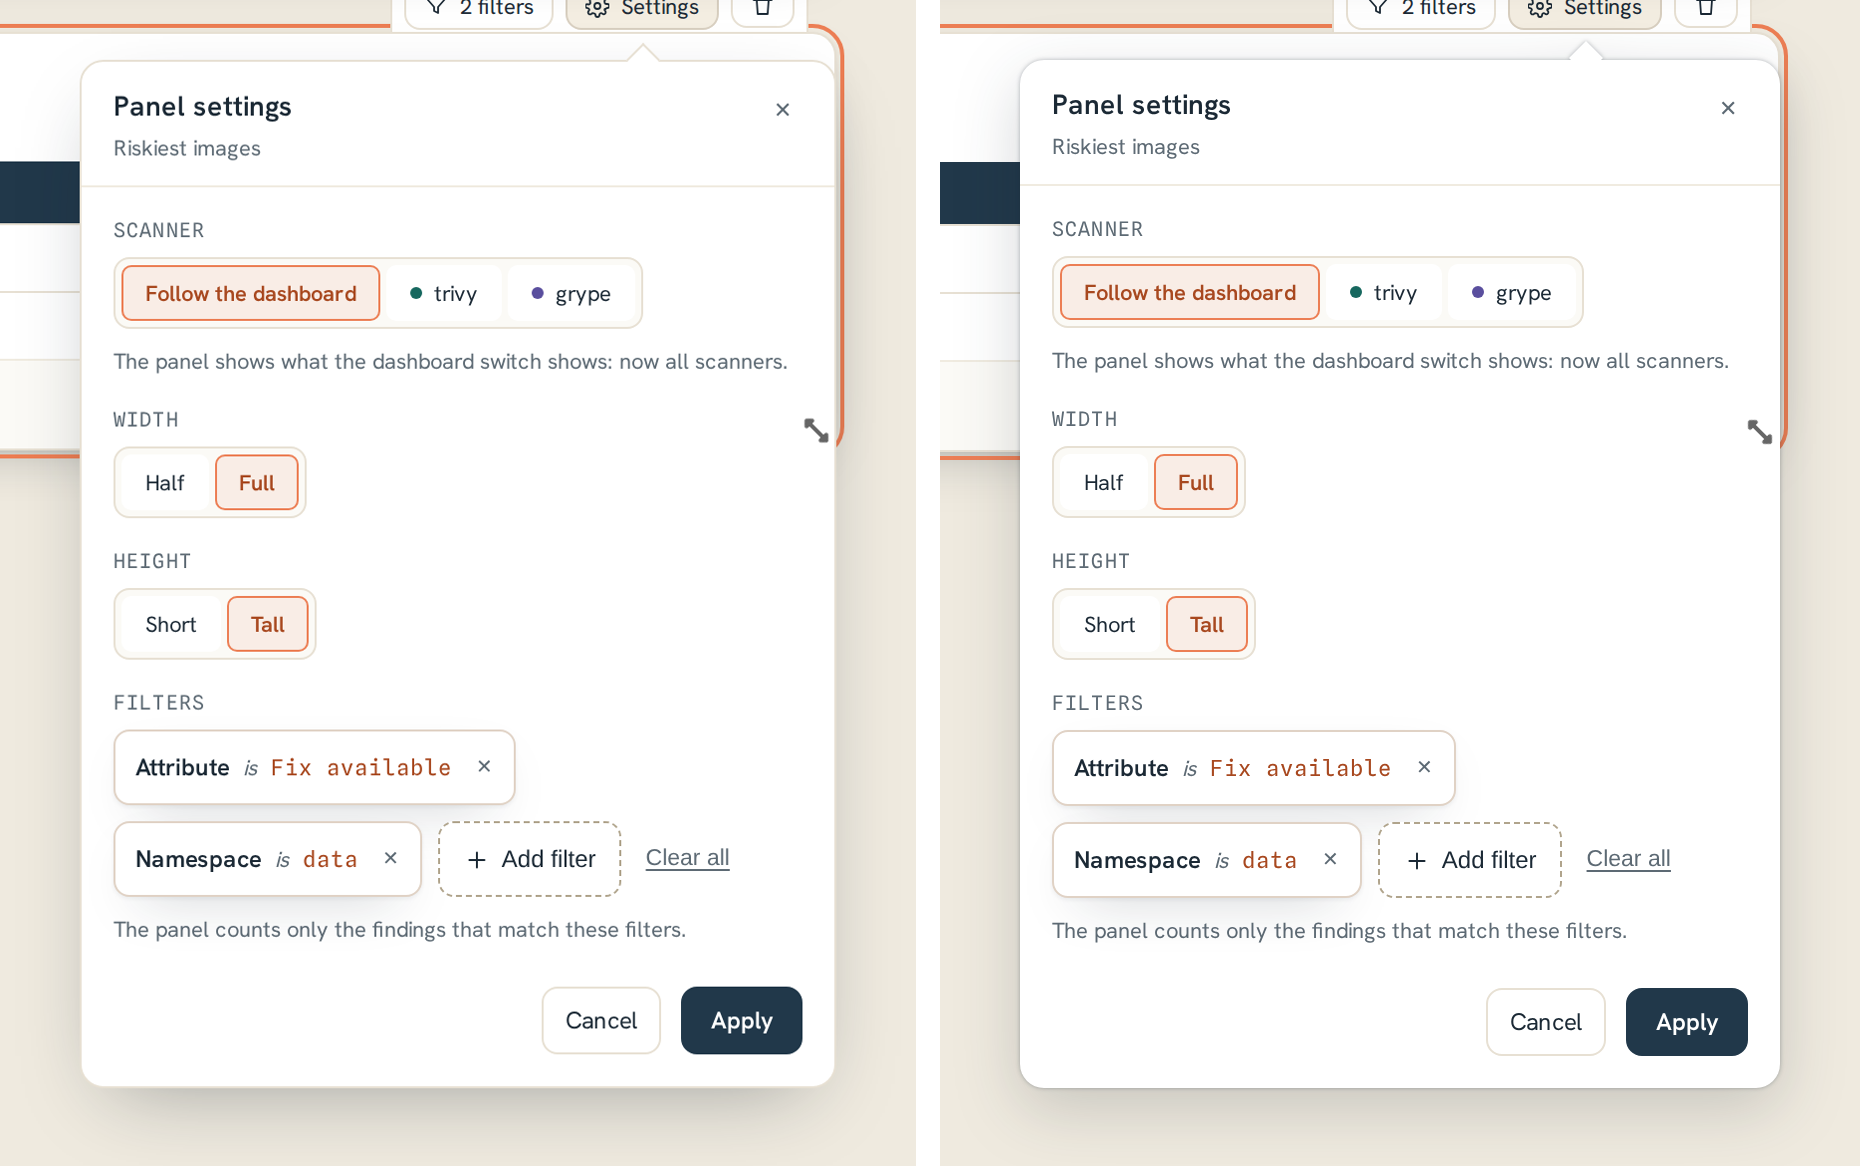 2 filters Settings
Panel settings
×
Riskiest images
SCANNER
Follow the dashboard trivy grype
The panel shows what the dashboard switch shows: now all scanners.
WIDTH
Half Full
HEIGHT
Short Tall
FILTERS
Attribute is Fix available ×
Namespace is data × + Add filter Clear all
The panel counts only the findings that match these filters.
Cancel Apply
2 filters Settings
Panel settings
×
Riskiest images
SCANNER
Follow the dashboard trivy grype
The panel shows what the dashboard switch shows: now all scanners.
WIDTH
Half Full
HEIGHT
Short Tall
FILTERS
Attribute is Fix available ×
Namespace is data × + Add filter Clear all
The panel counts only the findings that match these filters.
Cancel Apply